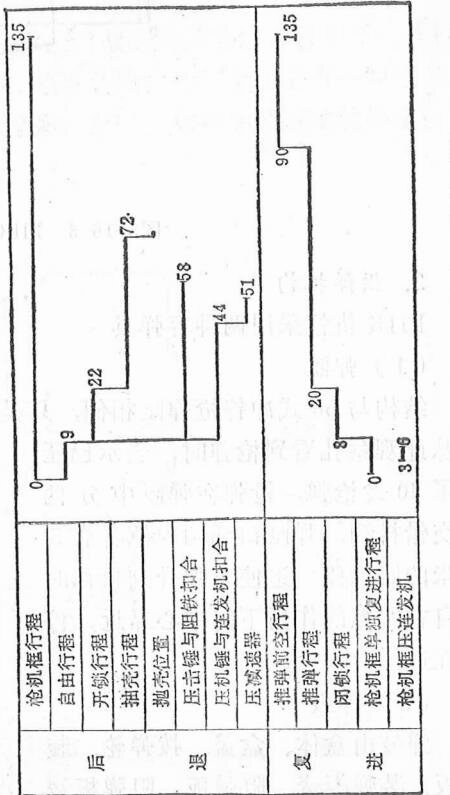 后退
枪机框行程
0 135
自由行程
9
开锁行程
22
抽壳行程
72
抛壳位置
压击锤与阻铁扣合
58
压机锤与连发机扣合
44
压减速器
51
复进
推弹前空行程
90 135
推弹行程
20
闭锁行程
8
枪机框单独复进行程
0
枪机框压连发机
3 6